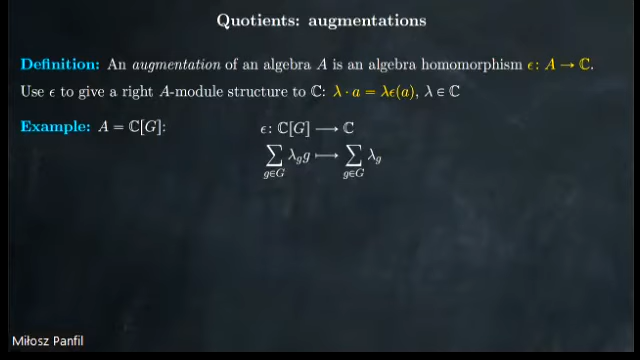 Quotients: augmentations
Definition: An augmentation of an algebra A is an algebra homomorphism ϵ: A → ℂ.
Use ϵ to give a right A-module structure to ℂ: λ · a = λϵ(a), λ ∈ ℂ
Example: A = ℂ[G]: ϵ: ℂ[G] ⟶ ℂ
∑_{g∈G} λ_g g ⟼ ∑_{g∈G} λ_g
Miłosz Panfil